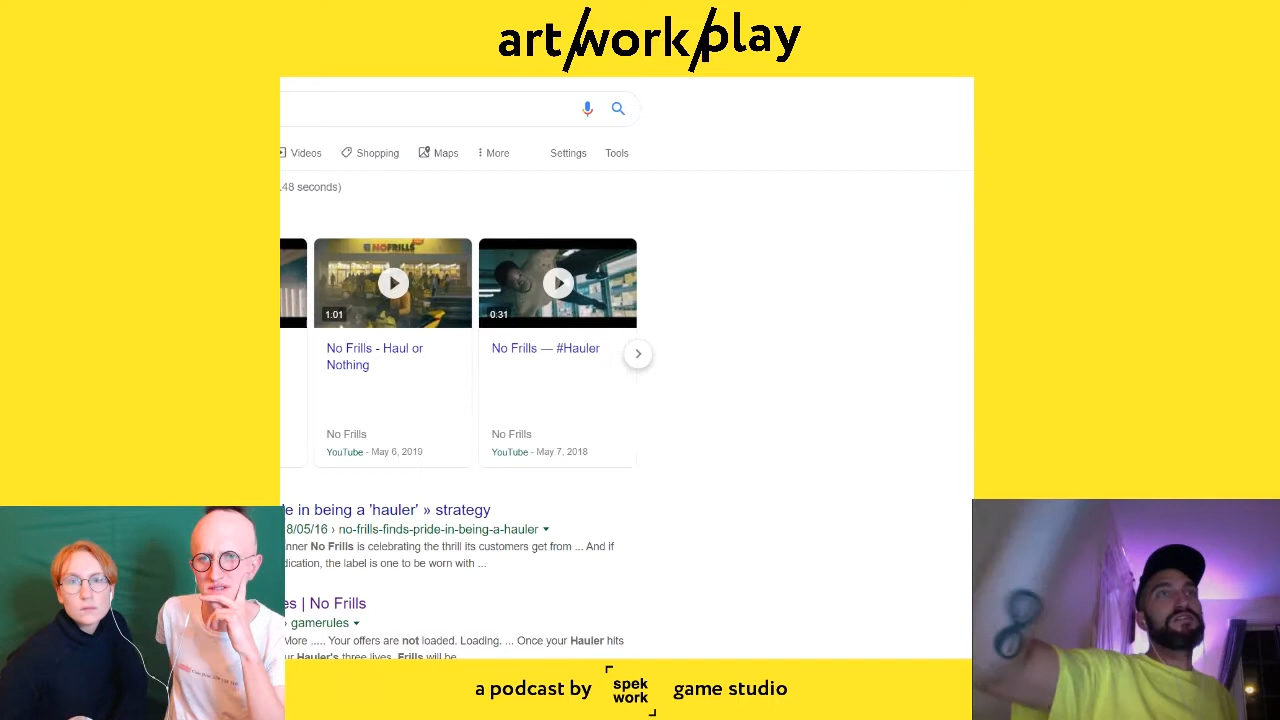 art/work/play
Videos Shopping Maps More Settings Tools
.48 seconds)
NOFRILLS
1:01 0:31
No Frills - Haul or No Frills — #Hauler
Nothing
No Frills No Frills
YouTube - May 6, 2019 YouTube - May 7, 2018
e in being a 'hauler' » strategy
8/05/16 › no-frills-finds-pride-in-being-a-hauler
nner No Frills is celebrating the thrill its customers get from ... And if
dication, the label is one to be worn with ...
es | No Frills
› gamerules
More ..... Your offers are not loaded. Loading. ... Once your Hauler hits
ur Hauler's three lives, Frills will be
a podcast by spek work game studio